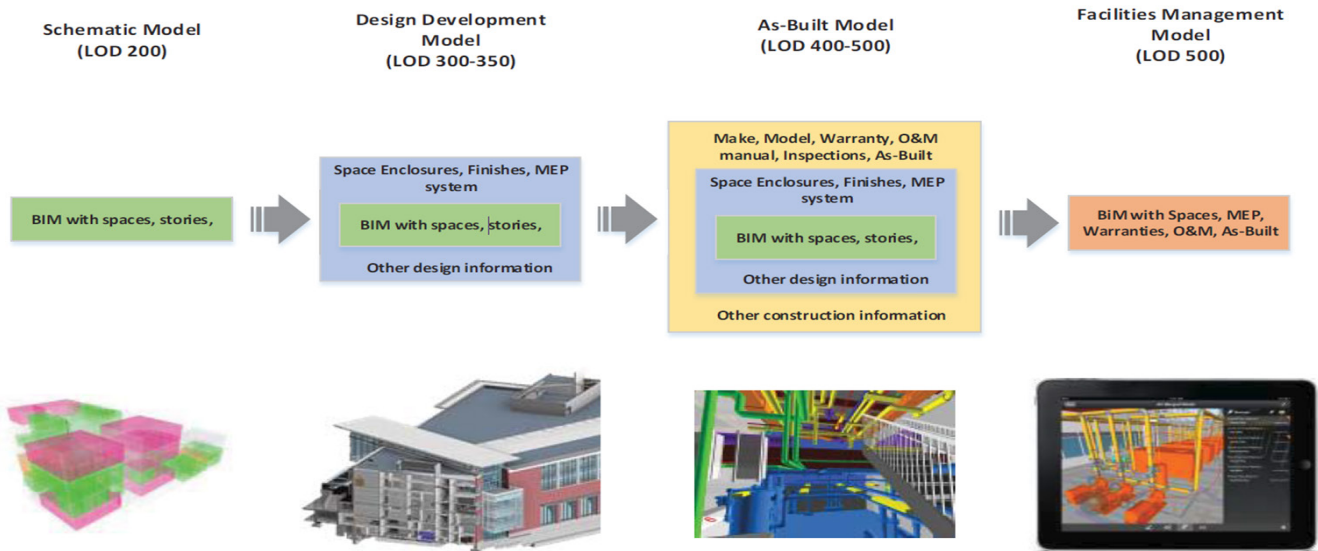 Schematic Model
(LOD 200)
Design Development
Model
(LOD 300-350)
As-Built Model
(LOD 400-500)
Facilities Management
Model
(LOD 500)
BIM with spaces, stories,
Space Enclosures, Finishes, MEP
system
BIM with spaces, stories,
Other design information
Make, Model, Warranty, O&M
manual, Inspections, As-Built
Space Enclosures, Finishes, MEP
system
BIM with spaces, stories,
Other design information
Other construction information
BiM with Spaces, MEP,
Warranties, O&M, As-Built